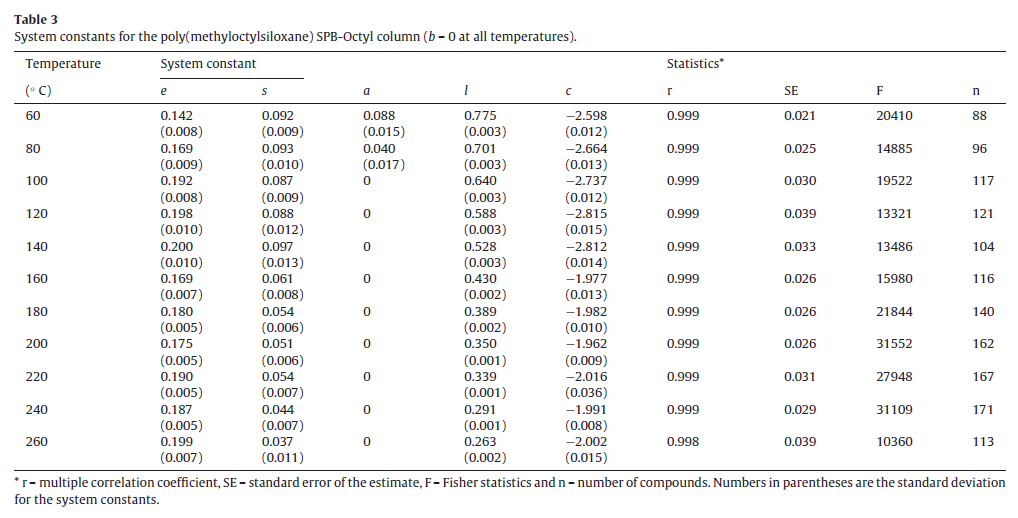 Table 3
System constants for the poly(methyloctylsiloxane) SPB-Octyl column (b = 0 at all temperatures).
Temperature System constant Statistics*
(° C) e s a l c r SE F n
60 0.142 0.092 0.088 0.775 −2.598 0.999 0.021 20410 88
(0.008) (0.009) (0.015) (0.003) (0.012)
80 0.169 0.093 0.040 0.701 −2.664 0.999 0.025 14885 96
(0.009) (0.010) (0.017) (0.003) (0.013)
100 0.192 0.087 0 0.640 −2.737 0.999 0.030 19522 117
(0.008) (0.009) (0.003) (0.012)
120 0.198 0.088 0 0.588 −2.815 0.999 0.039 13321 121
(0.010) (0.012) (0.003) (0.015)
140 0.200 0.097 0 0.528 −2.812 0.999 0.033 13486 104
(0.010) (0.013) (0.003) (0.014)
160 0.169 0.061 0 0.430 −1.977 0.999 0.026 15980 116
(0.007) (0.008) (0.002) (0.013)
180 0.180 0.054 0 0.389 −1.982 0.999 0.026 21844 140
(0.005) (0.006) (0.002) (0.010)
200 0.175 0.051 0 0.350 −1.962 0.999 0.026 31552 162
(0.005) (0.006) (0.001) (0.009)
220 0.190 0.054 0 0.339 −2.016 0.999 0.031 27948 167
(0.005) (0.007) (0.001) (0.036)
240 0.187 0.044 0 0.291 −1.991 0.999 0.029 31109 171
(0.005) (0.007) (0.001) (0.008)
260 0.199 0.037 0 0.263 −2.002 0.998 0.039 10360 113
(0.007) (0.011) (0.002) (0.015)
* r = multiple correlation coefficient, SE = standard error of the estimate, F = Fisher statistics and n = number of compounds. Numbers in parentheses are the standard deviation
for the system constants.